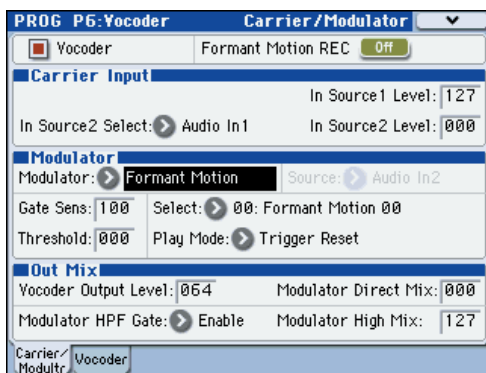 PROG P6:Vocoder Carrier/Modulator
Vocoder Formant Motion REC Off
Carrier Input
In Source1 Level: 127
In Source2 Select: Audio In1 In Source2 Level: 000
Modulator
Modulator: Formant Motion Source: Audio In2
Gate Sens: 100 Select: 00: Formant Motion 00
Threshold: 000 Play Mode: Trigger Reset
Out Mix
Vocoder Output Level: 064 Modulator Direct Mix: 000
Modulator HPF Gate: Enable Modulator High Mix: 127
Carrier/
Modultr Vocoder